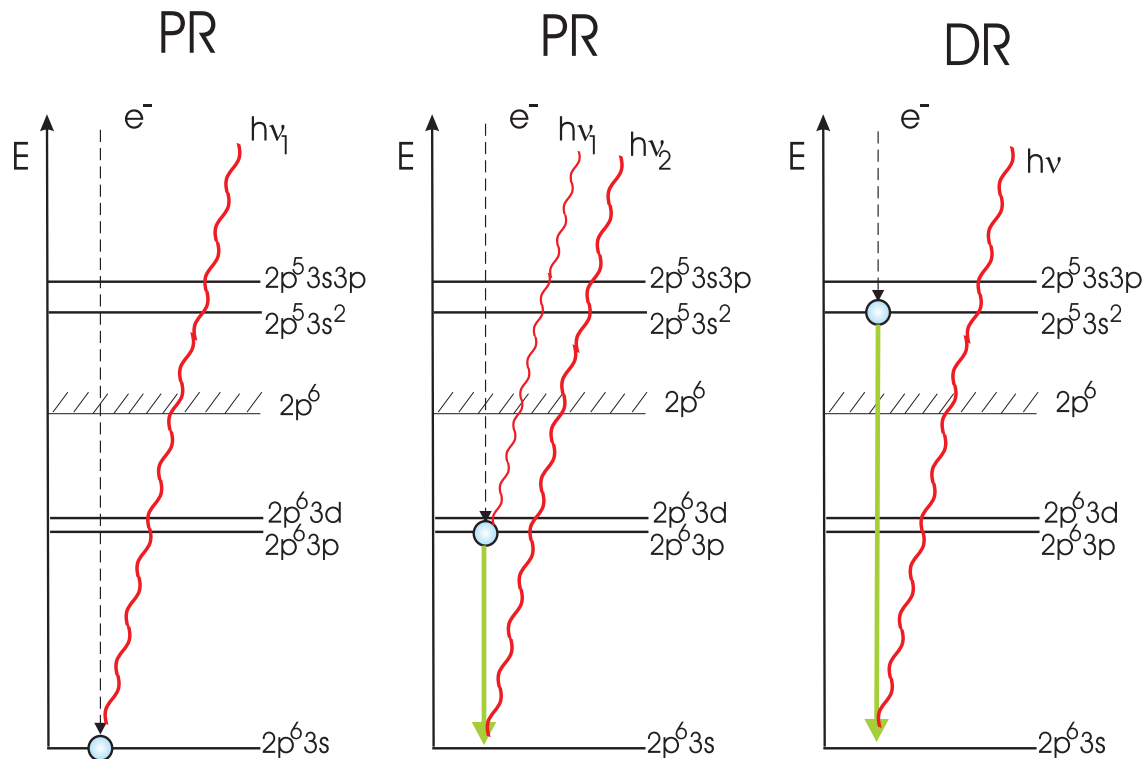 PR
e⁻
hν₁
E
2p⁵3s3p
2p⁵3s²
2p⁶
2p⁶3d
2p⁶3p
2p⁶3s
PR
e⁻
hν₁
hν₂
E
2p⁵3s3p
2p⁵3s²
2p⁶
2p⁶3d
2p⁶3p
2p⁶3s
DR
e⁻
hν
E
2p⁵3s3p
2p⁵3s²
2p⁶
2p⁶3d
2p⁶3p
2p⁶3s